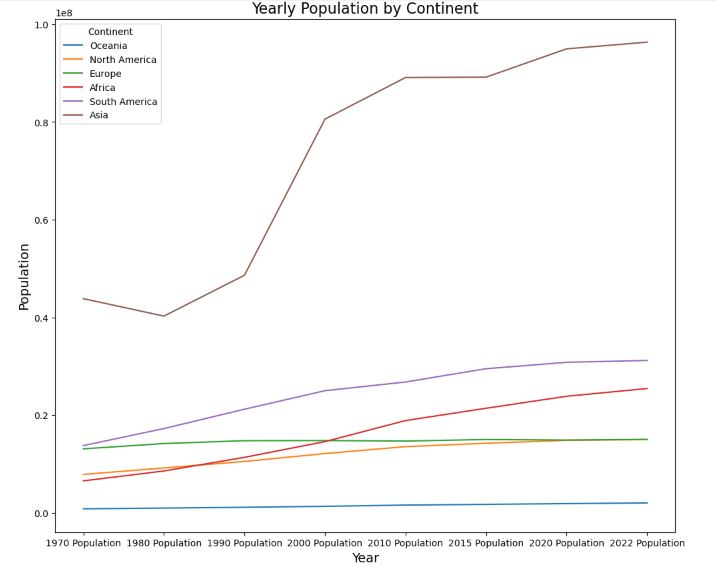 Yearly Population by Continent
1e8
1.0
0.8
0.6
0.4
0.2
0.0
Continent
Oceania
North America
Europe
Africa
South America
Asia
Population
1970 Population 1980 Population 1990 Population 2000 Population 2010 Population 2015 Population 2020 Population 2022 Population
Year